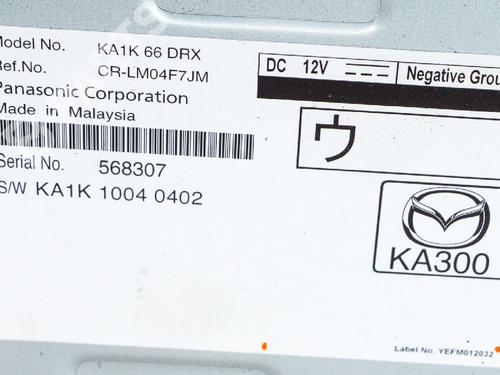 Model No. KA1K 66 DRX
Ref.No. CR-LM04F7JM
Panasonic Corporation
Made in Malaysia
Serial No. 568307
S/W KA1K 1004 0402
DC 12V Negative Grou
ウ
KA300
Label No. YEFM012032